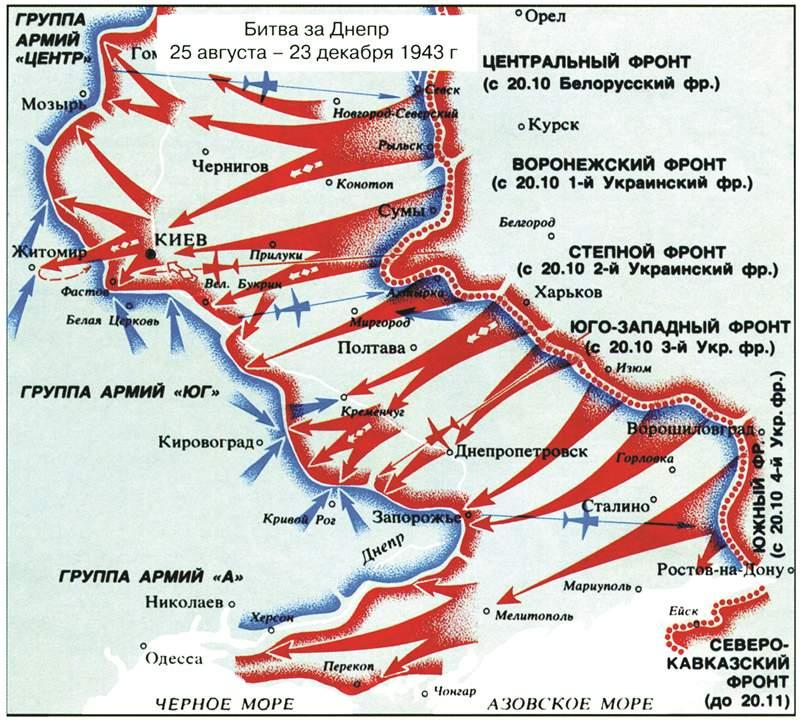 Битва за Днепр
25 августа – 23 декабря 1943 г
ГРУППА
АРМИЙ
«ЦЕНТР»
Гом
Орел
ЦЕНТРАЛЬНЫЙ ФРОНТ
(с 20.10 Белорусский фр.)
Севск
Мозырь
Новгород-Северский
Курск
Рыльск
Чернигов
ВОРОНЕЖСКИЙ ФРОНТ
(с 20.10 1-й Украинский фр.)
Конотоп
Сумы
Белгород
КИЕВ
Житомир
Прилуки
СТЕПНОЙ ФРОНТ
(с 20.10 2-й Украинский фр.)
Фастов
Вел. Букрин
Ахтырка
Харьков
Белая Церковь
Миргород
ЮГО-ЗАПАДНЫЙ ФРОНТ
(с 20.10 3-й Укр. фр.)
Полтава
Изюм
ГРУППА АРМИЙ «ЮГ»
Кременчуг
Ворошиловград
ЮЖНЫЙ ФР.
(с 20.10 4-й Укр. фр.)
Кировоград
Днепропетровск
Горловка
Сталино
Кривой Рог
Запорожье
Днепр
Ростов-на-Дону
ГРУППА АРМИЙ «А»
Мариуполь
Николаев
Мелитополь
Херсон
Ейск
Одесса
СЕВЕРО-
КАВКАЗСКИЙ
ФРОНТ
(до 20.11)
Перекоп
Чонгар
ЧЕРНОЕ МОРЕ
АЗОВСКОЕ МОРЕ